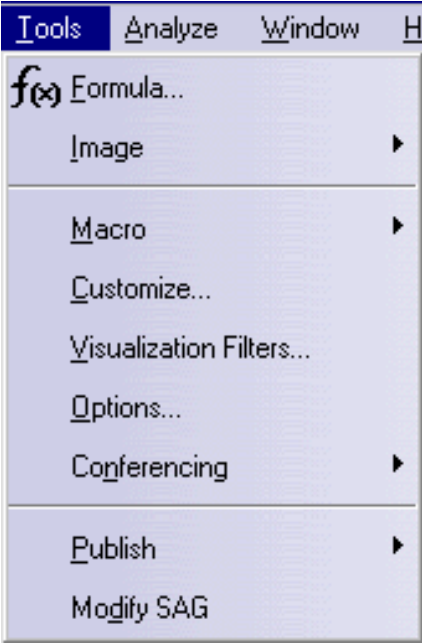 Tools Analyze Window H
f(x) Formula...
Image
Macro
Customize...
Visualization Filters...
Options...
Conferencing
Publish
Modify SAG